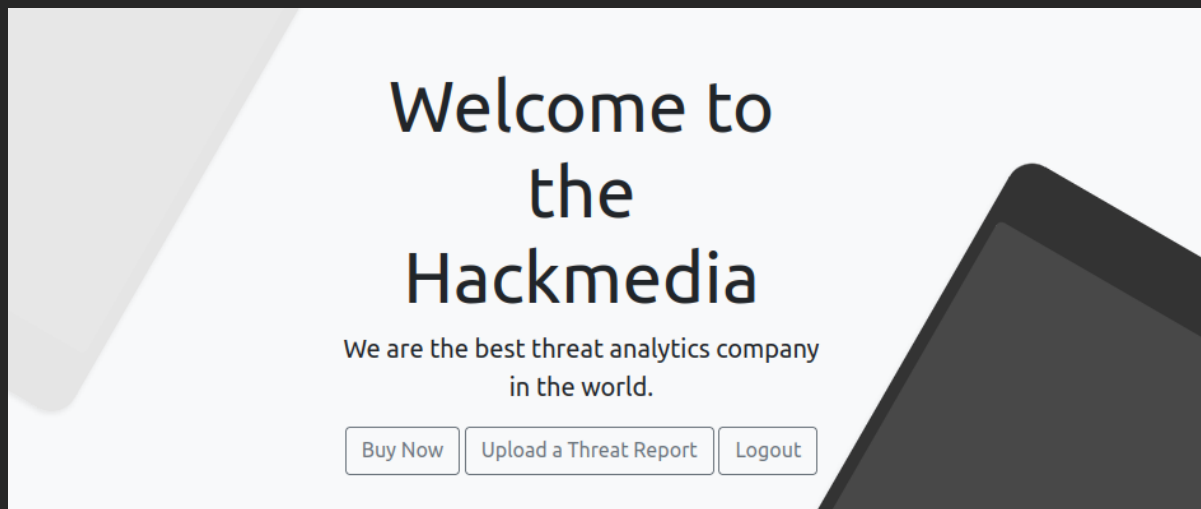 Welcome to
the
Hackmedia
We are the best threat analytics company
in the world.
Buy Now Upload a Threat Report Logout